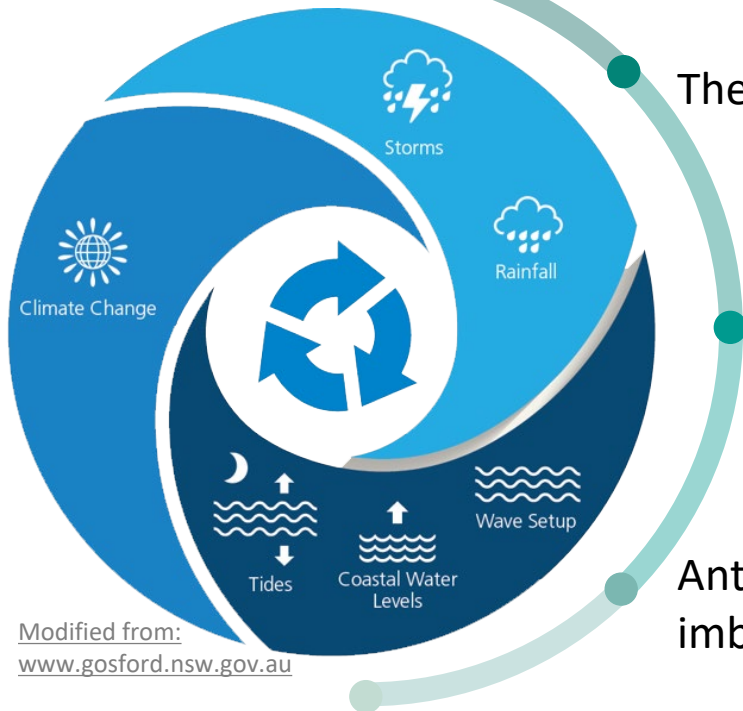 Storms
The
Rainfall
Climate Change
Wave Setup
Tides
Coastal Water
Levels
Ant
imb
Modified from:
www.gosford.nsw.gov.au